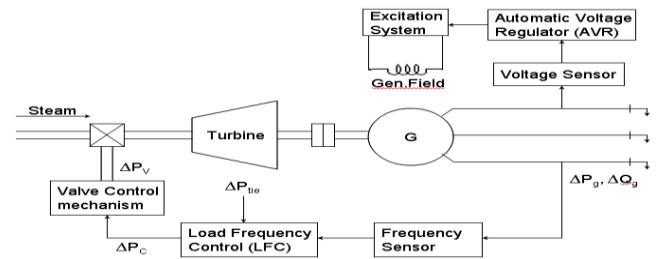 Excitation
System
Automatic Voltage
Regulator (AVR)
Gen.Field
Voltage Sensor
Steam
Turbine
G
ΔPV
ΔPtie
ΔPg, ΔQg
Valve Control
mechanism
ΔPC
Load Frequency
Control (LFC)
Frequency
Sensor